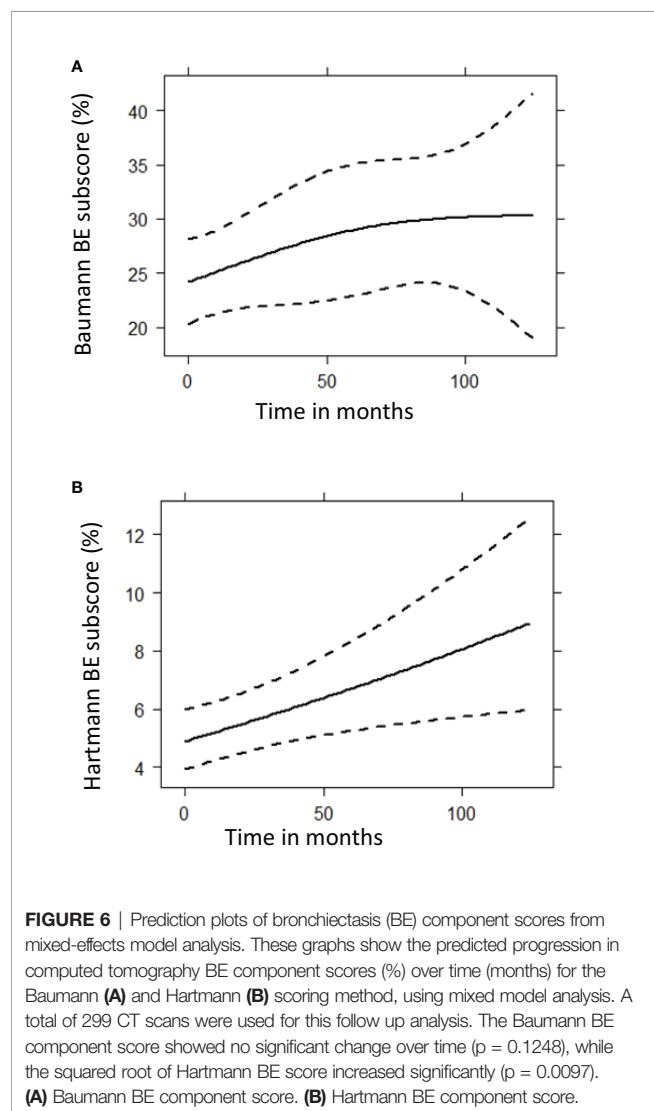 A
Baumann BE subscore (%)
40
35
30
25
20
0 50 100
Time in months
B
Hartmann BE subscore (%)
12
10
8
6
4
0 50 100
Time in months
FIGURE 6 | Prediction plots of bronchiectasis (BE) component scores from
mixed-effects model analysis. These graphs show the predicted progression in
computed tomography BE component scores (%) over time (months) for the
Baumann (A) and Hartmann (B) scoring method, using mixed model analysis. A
total of 299 CT scans were used for this follow up analysis. The Baumann BE
component score showed no significant change over time (p = 0.1248), while
the squared root of Hartmann BE score increased significantly (p = 0.0097).
(A) Baumann BE component score. (B) Hartmann BE component score.